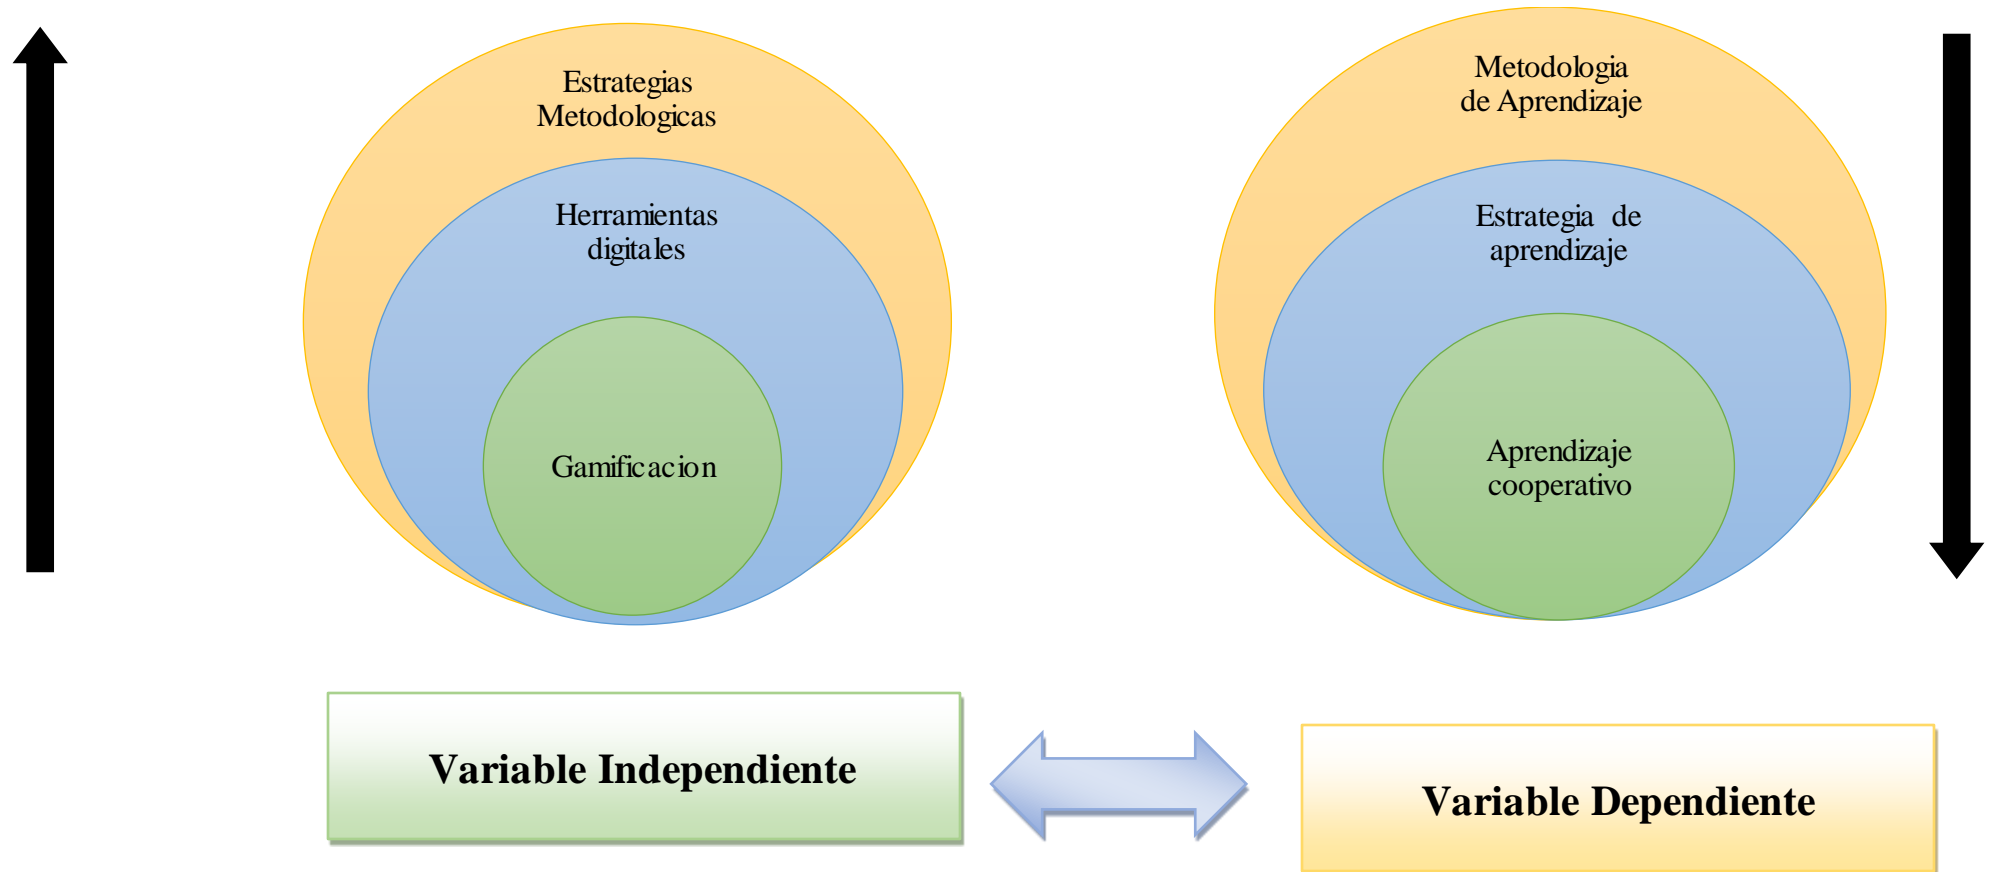 Estrategias
Metodologicas
Herramientas
digitales
Gamificacion
Metodologia
de Aprendizaje
Estrategia de
aprendizaje
Aprendizaje
cooperativo
Variable Independiente
Variable Dependiente